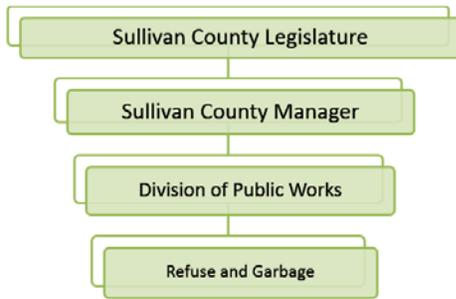 Sullivan County Legislature
Sullivan County Manager
Division of Public Works
Refuse and Garbage